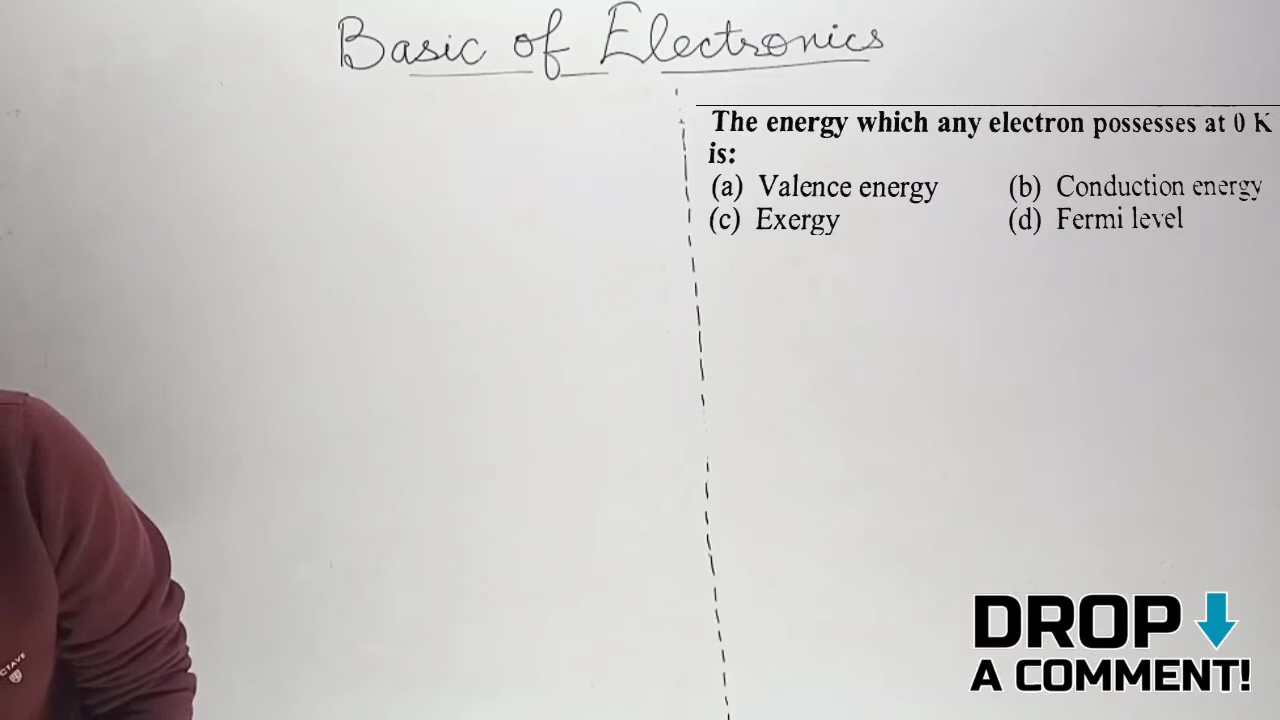 Basic of Electronics
The energy which any electron possesses at 0 K
is:
(a) Valence energy (b) Conduction energy
(c) Exergy (d) Fermi level
DROP
A COMMENT!
CTAVE